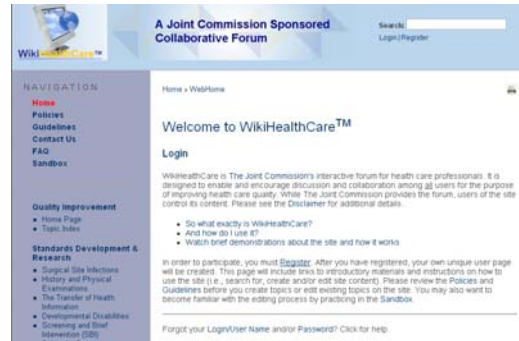 WikiHealthCare™
A Joint Commission Sponsored
Collaborative Forum
Search:
Login | Register
NAVIGATION
Home
Policies
Guidelines
Contact Us
FAQ
Sandbox
Quality Improvement
Home Page
Topic Index
Standards Development &
Research
Surgical Site Infections
History and Physical
Examinations
The Transfer of Health
Information
Developmental Disabilities
Screening and Brief
Intervention (SBI)
Home » WebHome
Welcome to WikiHealthCare™
Login
WikiHealthCare is The Joint Commission's interactive forum for health care professionals. It is
designed to enable and encourage discussion and collaboration among all users for the purpose
of improving health care quality. While The Joint Commission provides the forum, users of the site
control its content. Please see the Disclaimer for additional details.
So what exactly is WikiHealthCare?
And how do I use it?
Watch brief demonstrations about the site and how it works
In order to participate, you must Register. After you have registered, your own unique user page
will be created. This page will include links to introductory materials and instructions on how to
use the site (i.e., search for, create and/or edit site content). Please review the Policies and
Guidelines before you create topics or edit existing topics on the site. You may also want to
become familiar with the editing process by practicing in the Sandbox.
Forgot your Login/User Name and/or Password? Click for help